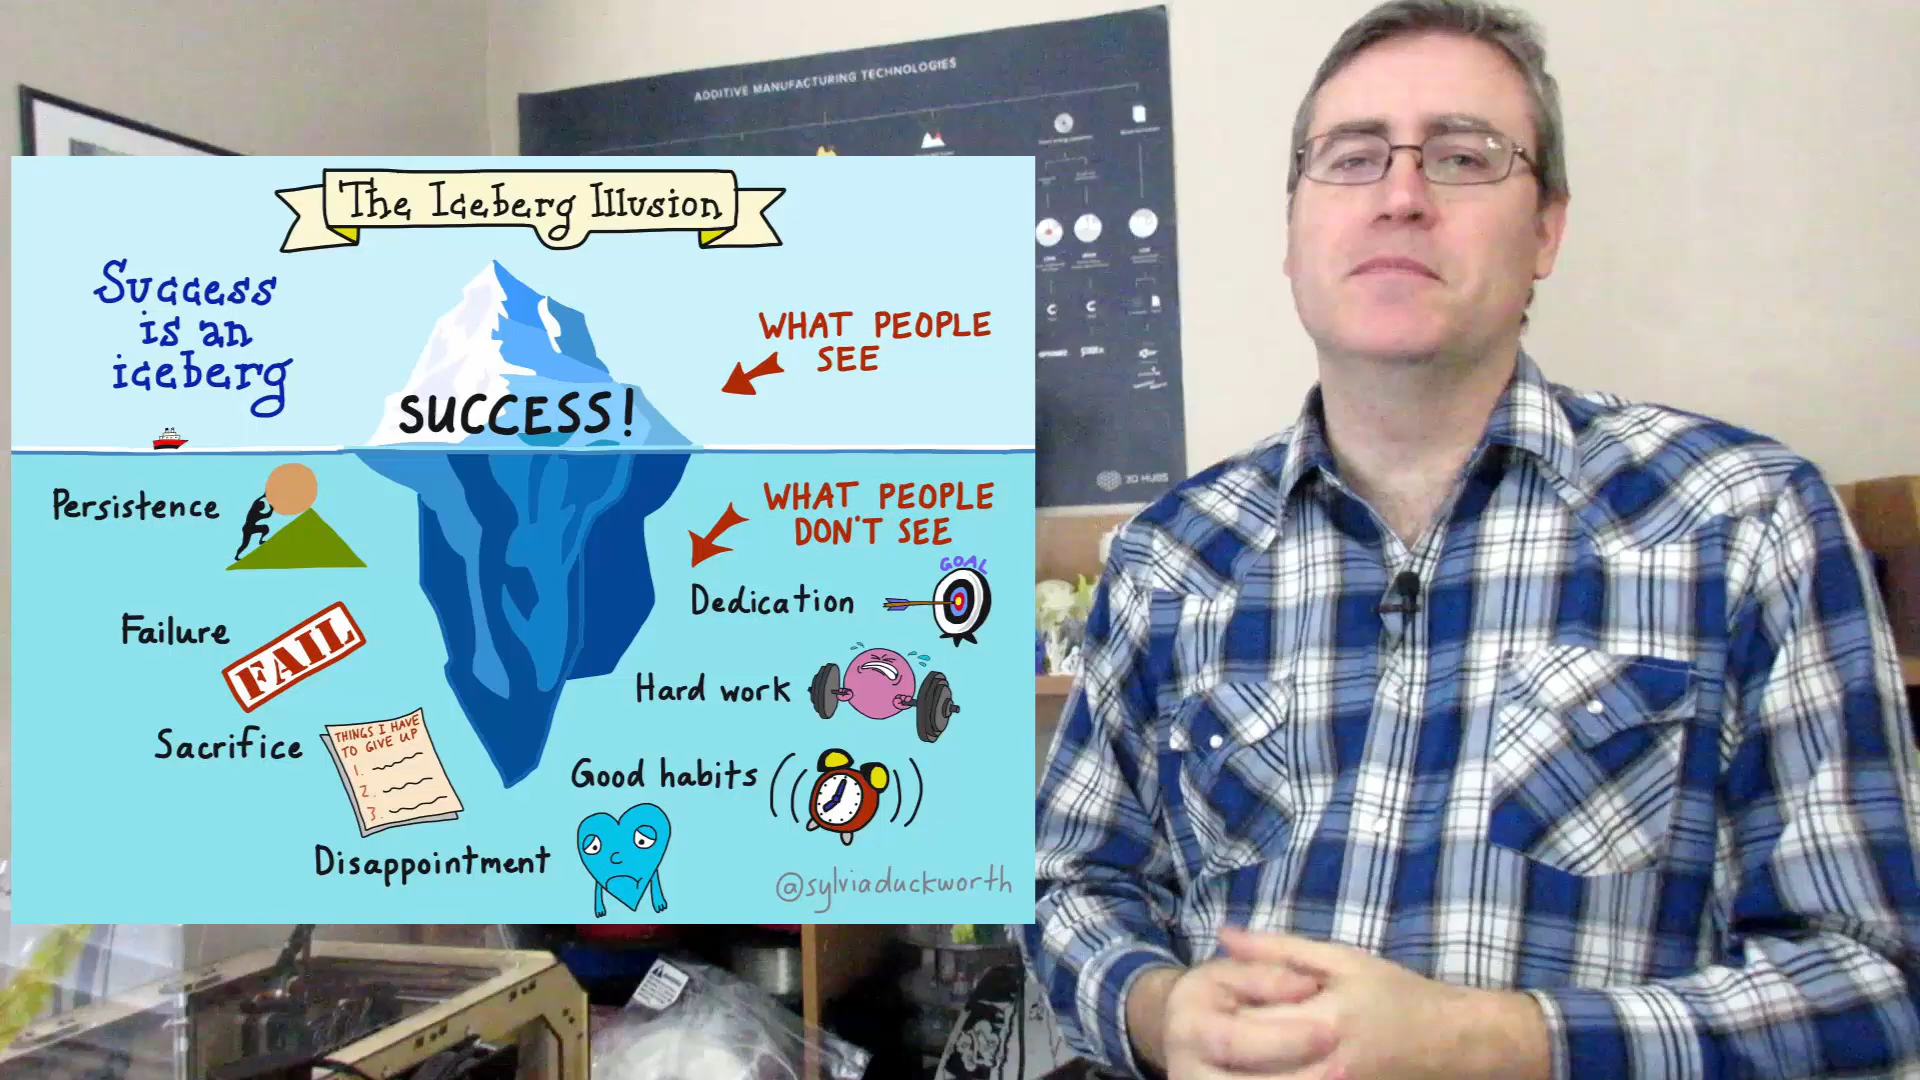 ADDITIVE MANUFACTURING TECHNOLOGIES
The Iceberg Illusion
Success
is an
iceberg
WHAT PEOPLE
SEE
SUCCESS!
WHAT PEOPLE
DON'T SEE
Persistence
GOAL
Dedication
Failure
FAIL
Hard work
Sacrifice
THINGS I HAVE
TO GIVE UP
1.
2.
3.
Good habits
Disappointment
@sylviaduckworth
3D HUBS